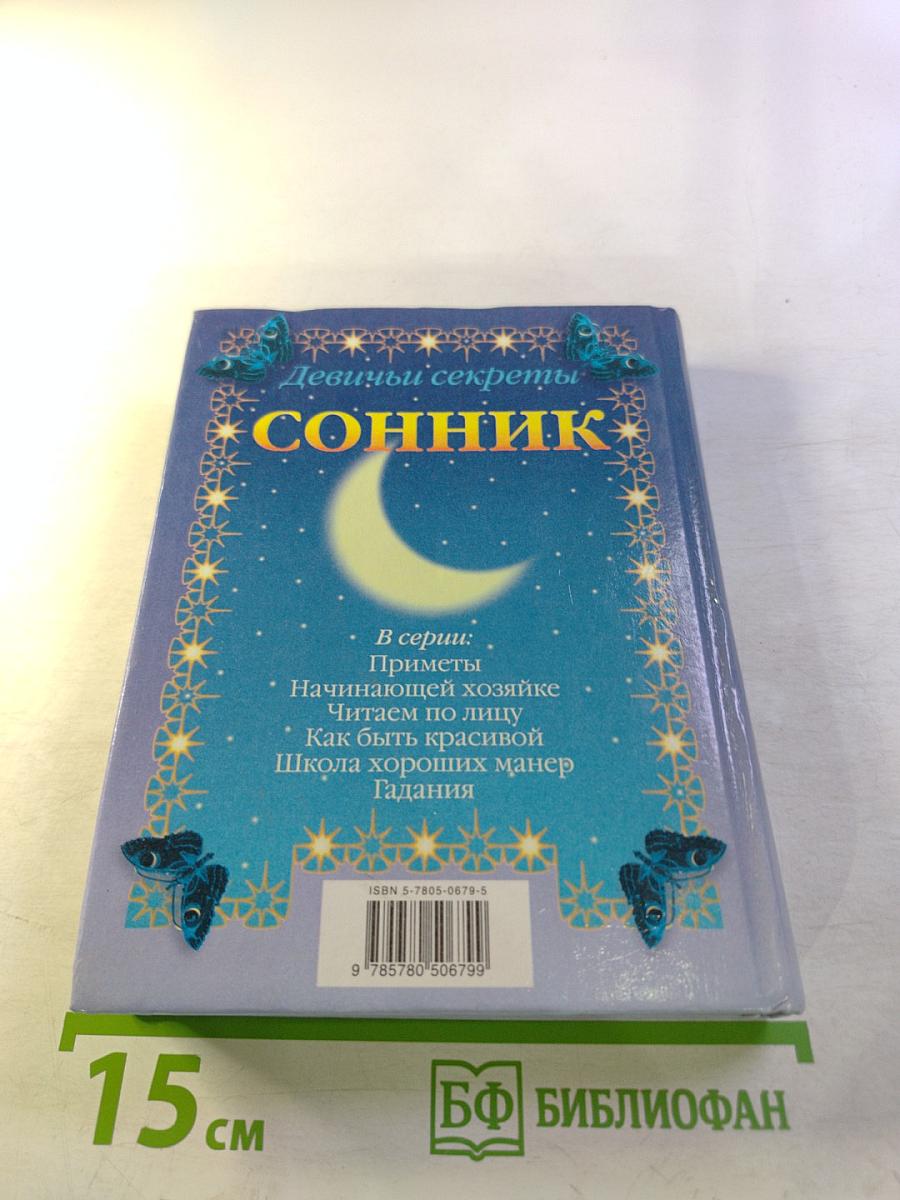 Девичьи секреты
СОННИК
В серии:
Приметы
Начинающей хозяйке
Читаем по лицу
Как быть красивой
Школа хороших манер
Гадания
ISBN 5-7805-0679-5
9 785780 506799
15 см
БФ БИБЛИОФАН